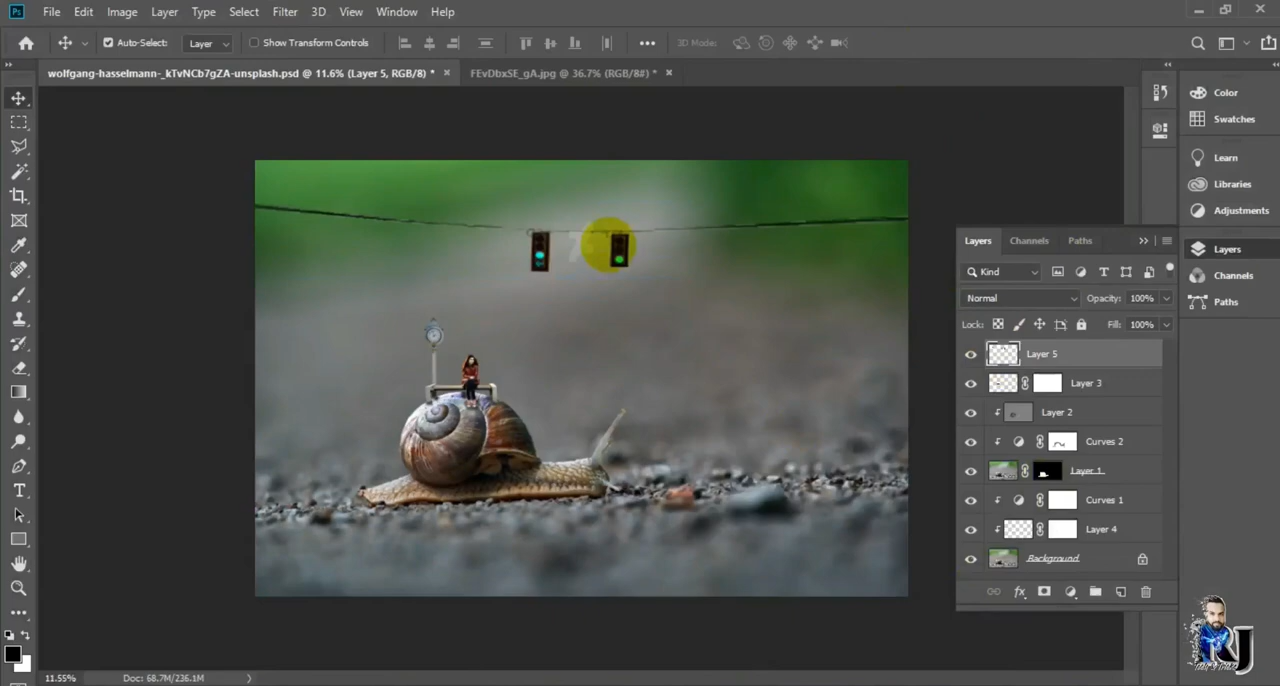 Ps File Edit Image Layer Type Select Filter 3D View Window Help
Auto-Select: Layer Show Transform Controls 3D Mode:
wolfgang-hasselmann-_kTvNCb7gZA-unsplash.psd @ 11.6% (Layer 5, RGB/8) * FEvDbxSE_gA.jpg @ 36.7% (RGB/8#) *
Color
Swatches
Learn
Libraries
Adjustments
Layers
Channels
Paths
Layers Channels Paths
Kind
Normal Opacity: 100%
Lock: Fill: 100%
Layer 5
Layer 3
Layer 2
Curves 2
Layer 1
Curves 1
Layer 4
Background
fx
11.55% Doc: 68.7M/236.1M
RJ